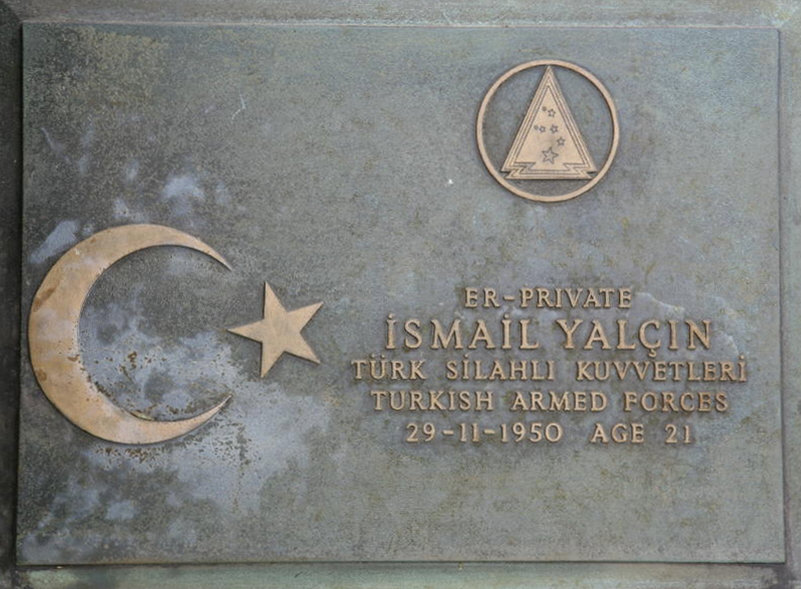 ER-PRIVATE
İSMAİL YALÇIN
TÜRK SİLAHLI KUVVETLERİ
TURKISH ARMED FORCES
29-11-1950 AGE 21